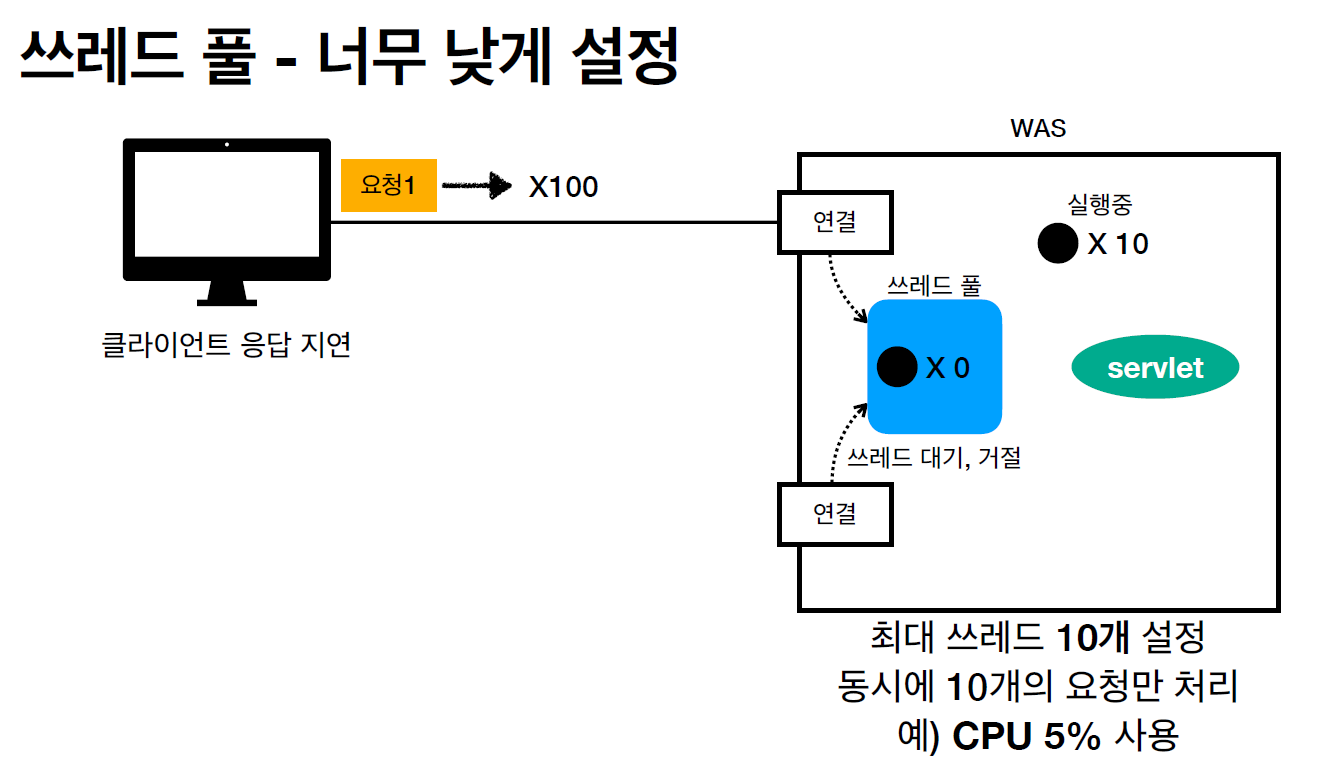 쓰레드 풀 - 너무 낮게 설정
WAS
요청1
X100
연결
실행중
X 10
쓰레드 풀
X 0
servlet
클라이언트 응답 지연
쓰레드 대기, 거절
연결
최대 쓰레드 10개 설정
동시에 10개의 요청만 처리
예) CPU 5% 사용